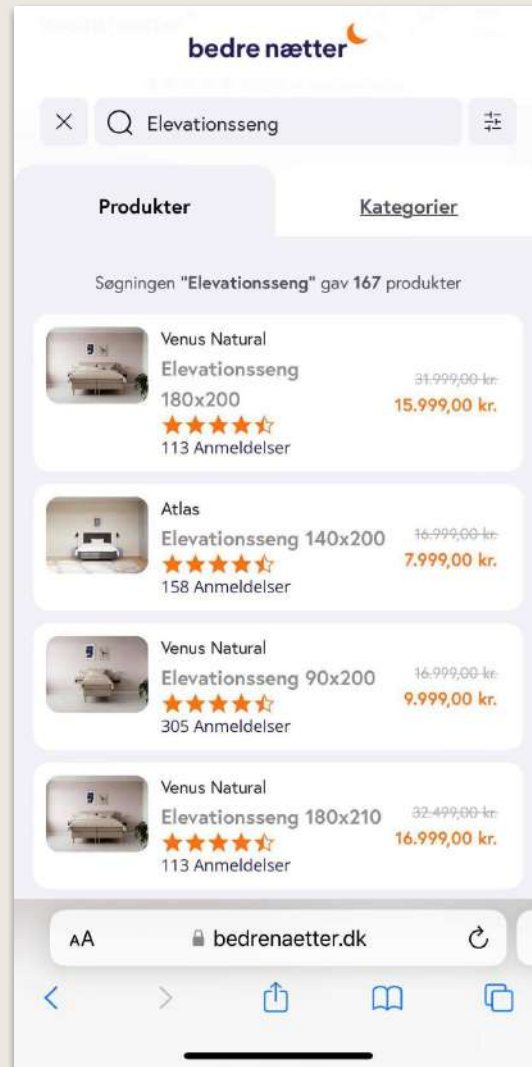 bedre nætter
Elevationsseng
Produkter
Kategorier
Søgningen "Elevationsseng" gav 167 produkter
Venus Natural
Elevationsseng
180x200
31.999,00 kr.
15.999,00 kr.
113 Anmeldelser
Atlas
Elevationsseng 140x200
16.999,00 kr.
7.999,00 kr.
158 Anmeldelser
Venus Natural
Elevationsseng 90x200
16.999,00 kr.
9.999,00 kr.
305 Anmeldelser
Venus Natural
Elevationsseng 180x210
32.499,00 kr.
16.999,00 kr.
113 Anmeldelser
AA
bedrenaetter.dk